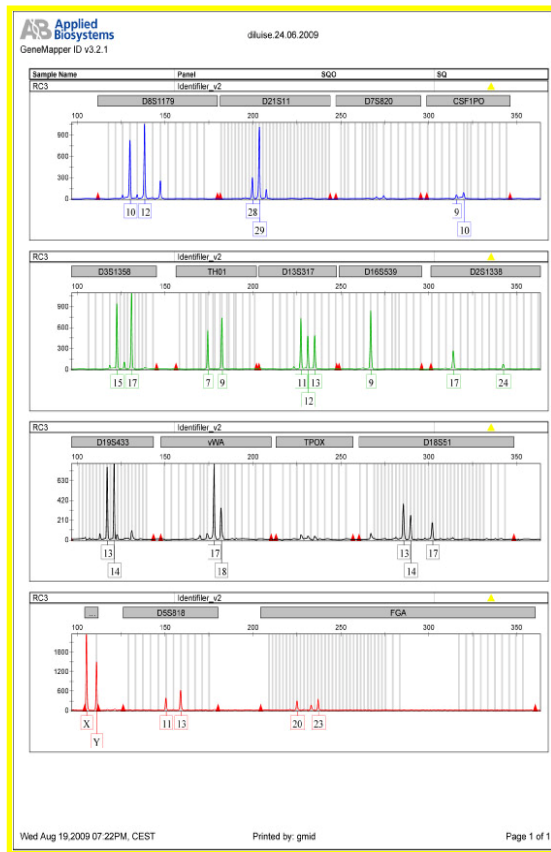 AB Applied Biosystems
diluise.24.06.2009
GeneMapper ID v3.2.1
Sample Name Panel SQO SQ
RC3 Identifiler_v2
D8S1179 D21S11 D7S820 CSF1PO
100 150 200 250 300 350
900
600
300
0
10 12 28 9
29 10
RC3 Identifiler_v2
D3S1358 TH01 D13S317 D16S539 D2S1338
100 150 200 250 300 350
900
600
300
0
15 17 7 9 11 13 9 17 24
12
RC3 Identifiler_v2
D19S433 vWA TPOX D18S51
100 150 200 250 300 350
630
420
210
0
13 17 13 17
14 18 14
RC3 Identifiler_v2
... D5S818 FGA
100 150 200 250 300 350
1800
1200
600
0
X 11 13 20 23
Y
Wed Aug 19,2009 07:22PM, CEST Printed by: gmid Page 1 of 1